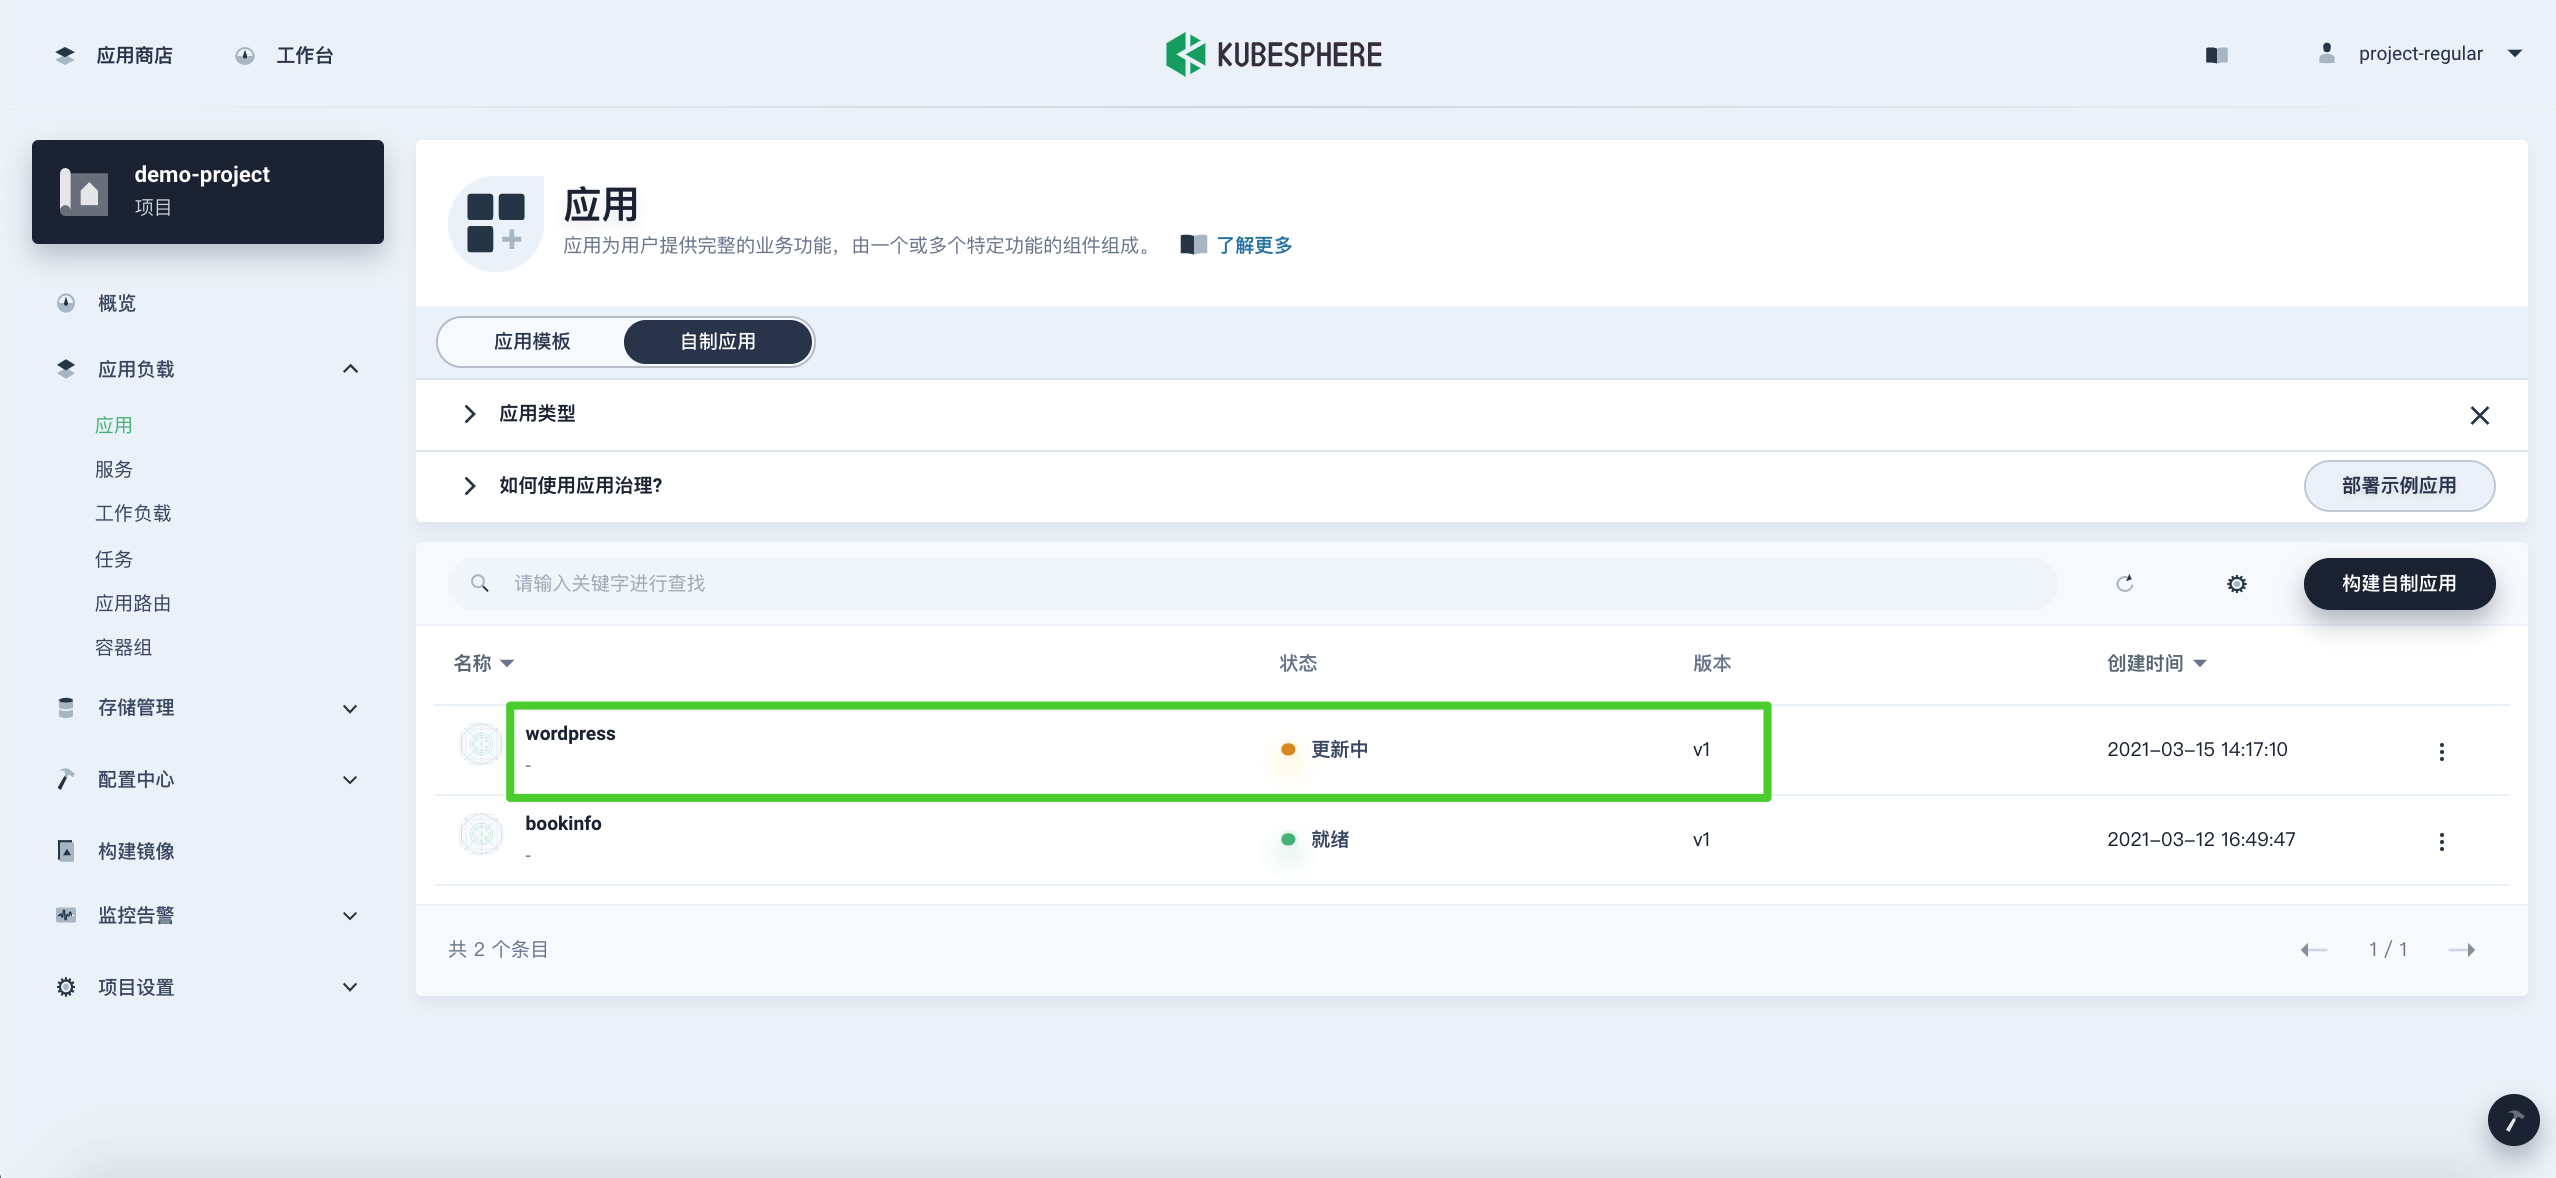 应用商店
工作台
KUBESPHERE
project-regular
demo-project
项目
概览
应用负载
应用
服务
工作负载
任务
应用路由
容器组
存储管理
配置中心
构建镜像
监控告警
项目设置
应用
应用为用户提供完整的业务功能，由一个或多个特定功能的组件组成。 了解更多
应用模板 自制应用
应用类型
如何使用应用治理? 部署示例应用
请输入关键字进行查找 构建自制应用
名称 状态 版本 创建时间
wordpress
-
更新中 v1 2021-03-15 14:17:10
bookinfo
-
就绪 v1 2021-03-12 16:49:47
共 2 个条目 1 / 1